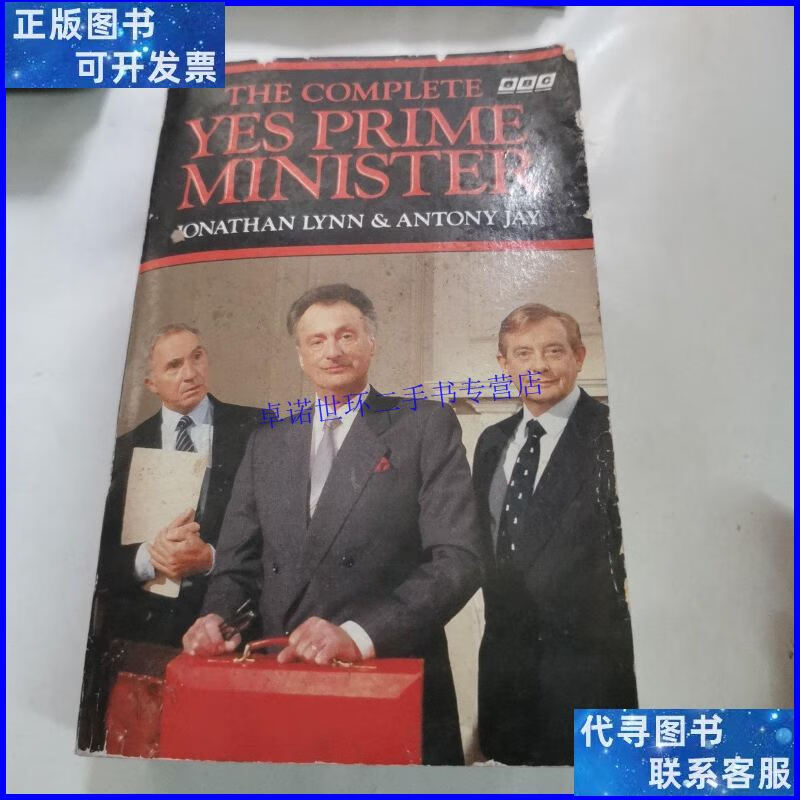 正版图书
可开发票
THE COMPLETE
BBC
YES PRIME
MINISTER
JONATHAN LYNN & ANTONY JAY
卓诺世环二手书专营店
代寻图书
联系客服